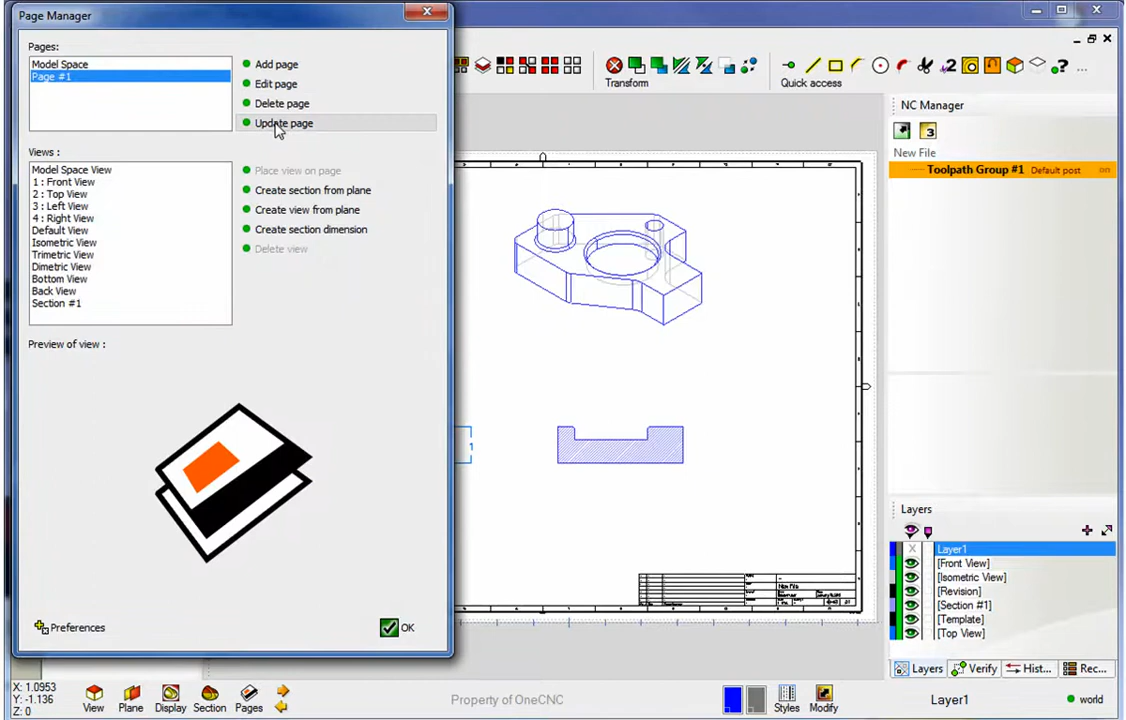 Page Manager
Pages:
Model Space
Page #1
Add page
Edit page
Delete page
Update page
Views :
Model Space View
1 : Front View
2 : Top View
3 : Left View
4 : Right View
Default View
Isometric View
Trimetric View
Dimetric View
Bottom View
Back View
Section #1
Place view on page
Create section from plane
Create view from plane
Create section dimension
Delete view
Preview of view :
Preferences
OK
Transform
Quick access
NC Manager
3
New File
Toolpath Group #1 Default post on
Layers
Layer1
[Front View]
[Isometric View]
[Revision]
[Section #1]
[Template]
[Top View]
Layers
Verify
Hist...
Rec...
X: 1.0953
Y: -1.136
Z: 0
View
Plane
Display
Section
Pages
Property of OneCNC
Styles
Modify
Layer1
world